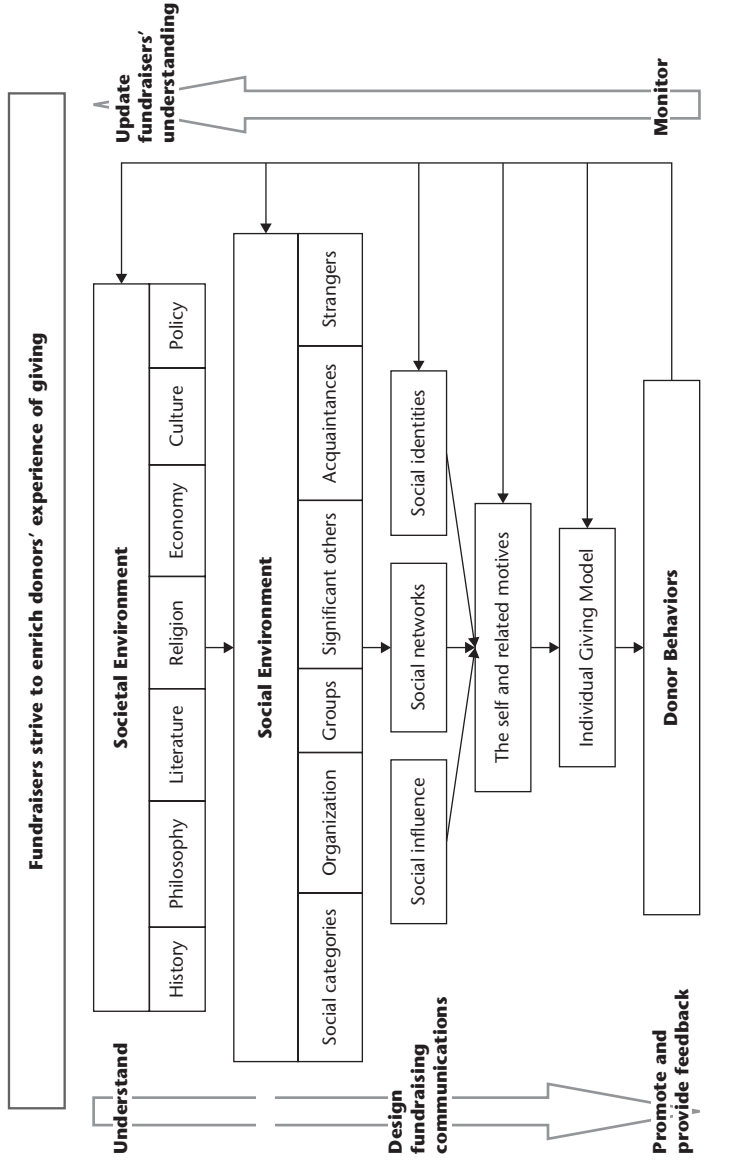 Fundraisers strive to enrich donors’ experience of giving
Understand
Societal Environment
History
Philosophy
Literature
Religion
Economy
Culture
Policy
Update
fundraisers’
understanding
Social Environment
Social categories
Organization
Groups
Significant others
Acquaintances
Strangers
Design
fundraising
communications
Social influence
Social networks
Social identities
The self and related motives
Individual Giving Model
Promote and
provide feedback
Donor Behaviors
Monitor